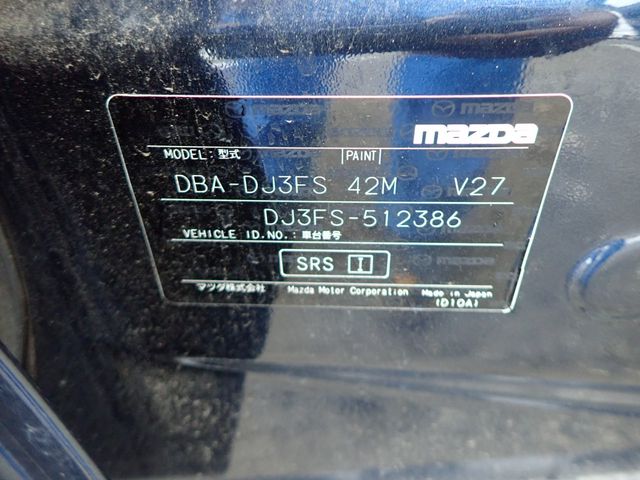 mazda
MODEL: 型式 PAINT
DBA-DJ3FS 42M V27
DJ3FS-512386
VEHICLE ID.NO.: 車台番号
SRS I
マツダ株式会社 Mazda Motor Corporation Made in Japan
(D10A)